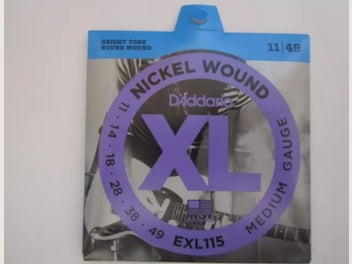 BRIGHT TONE
ROUND WOUND
11|49
NICKEL WOUND
D'Addario
XL
11 · 14 · 18 · 28 · 38 · 49
EXL115
MEDIUM GAUGE